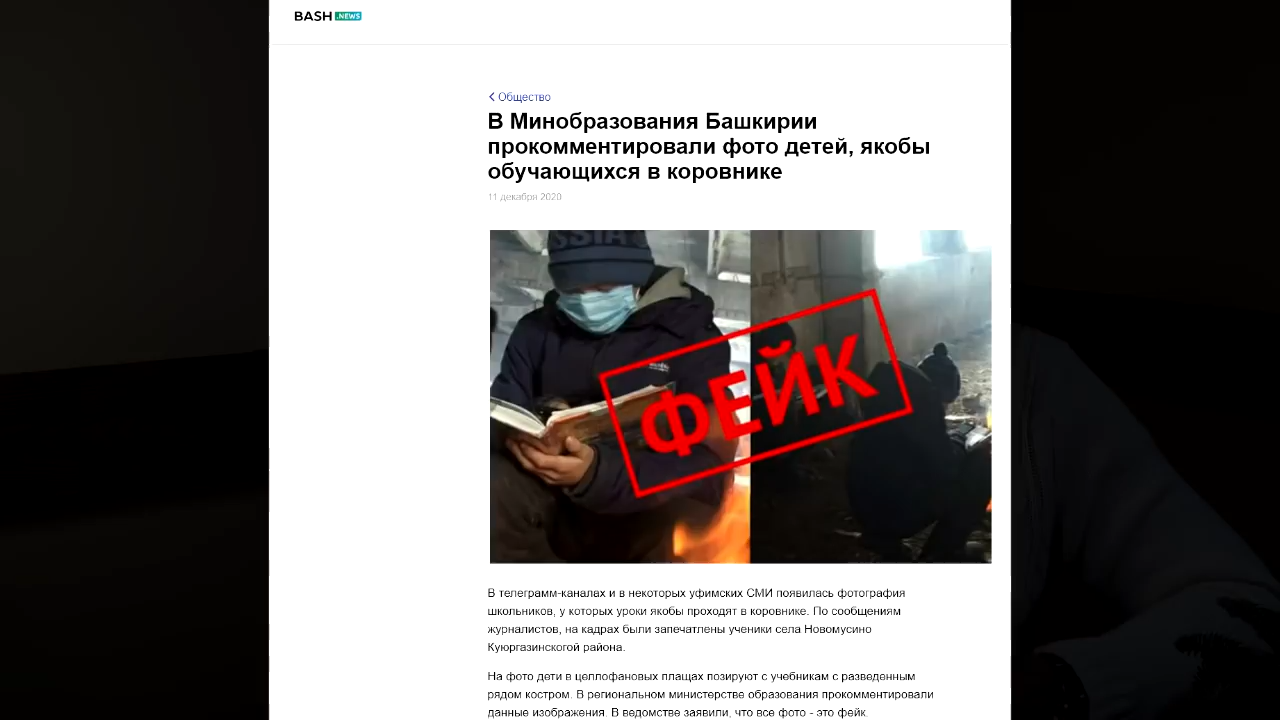 BASH .NEWS
Общество
В Минобразования Башкирии
прокомментировали фото детей, якобы
обучающихся в коровнике
11 декабря 2020
SSIA
ФЕЙК
В телеграмм-каналах и в некоторых уфимских СМИ появилась фотография
школьников, у которых уроки якобы проходят в коровнике. По сообщениям
журналистов, на кадрах были запечатлены ученики села Новомусино
Куюргазинскогой района.
На фото дети в целлофановых плащах позируют с учебникам с разведенным
рядом костром. В региональном министерстве образования прокомментировали
данные изображения. В ведомстве заявили, что все фото - это фейк.